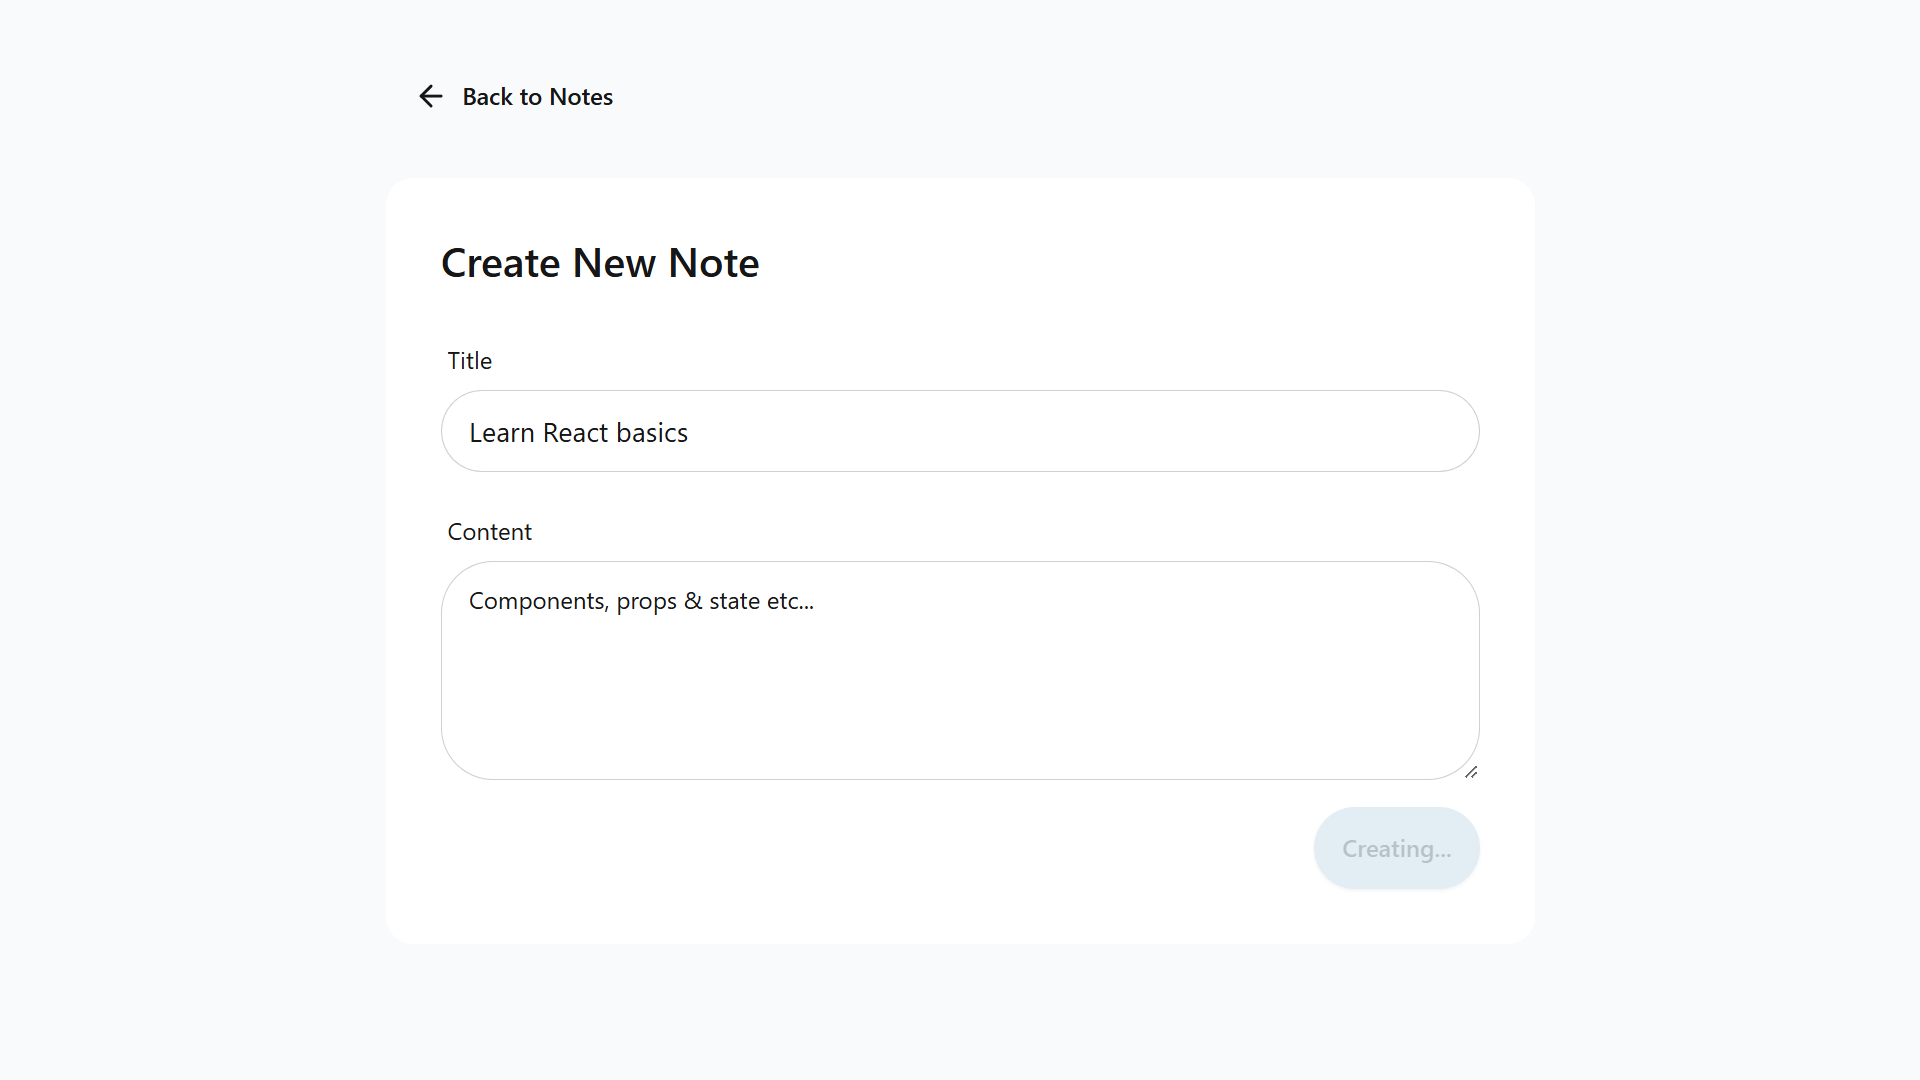 Back to Notes
Create New Note
Title
Learn React basics
Content
Components, props & state etc...
Creating...